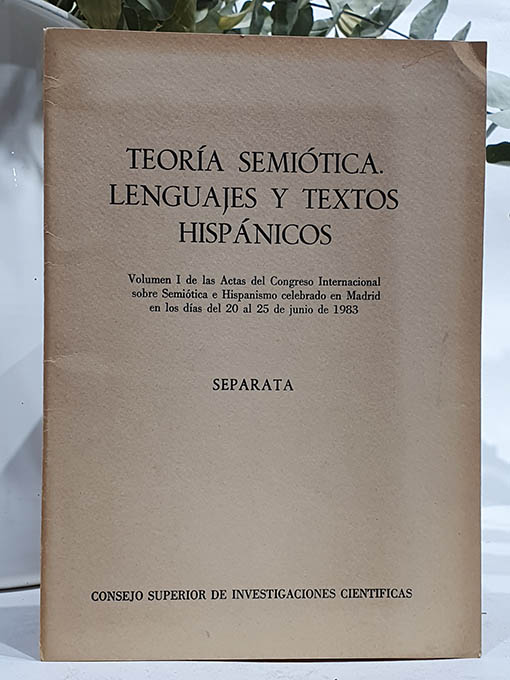 TEORÍA SEMIÓTICA.
LENGUAJES Y TEXTOS
HISPÁNICOS
Volumen I de las Actas del Congreso Internacional
sobre Semiótica e Hispanismo celebrado en Madrid
en los días del 20 al 25 de junio de 1983
SEPARATA
CONSEJO SUPERIOR DE INVESTIGACIONES CIENTIFICAS